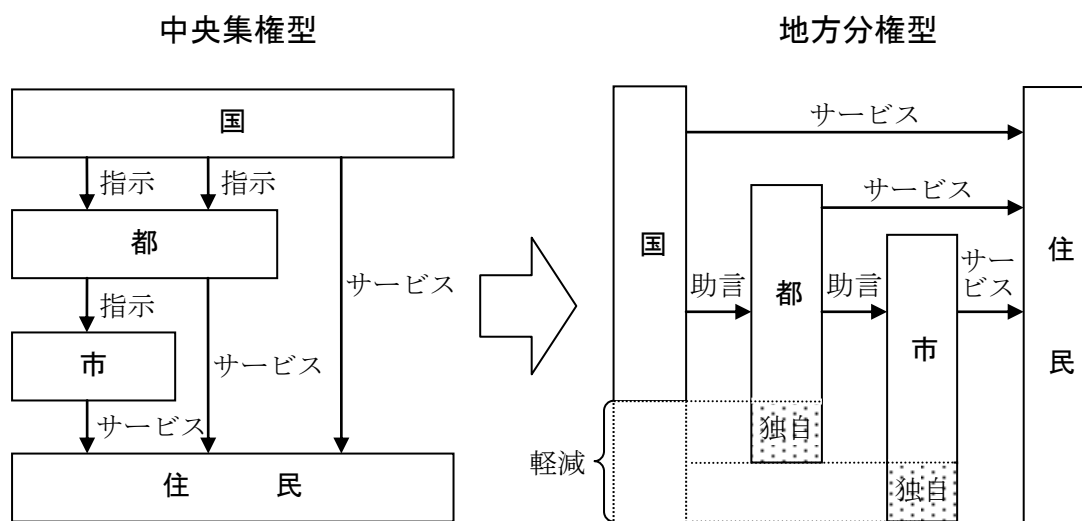 中央集権型
国
指示
指示
都
サービス
指示
市
サービス
サービス
住 民
地方分権型
サービス
サービス
国
住
民
都
サー
ビス
助言
助言
市
独自
軽減
独自